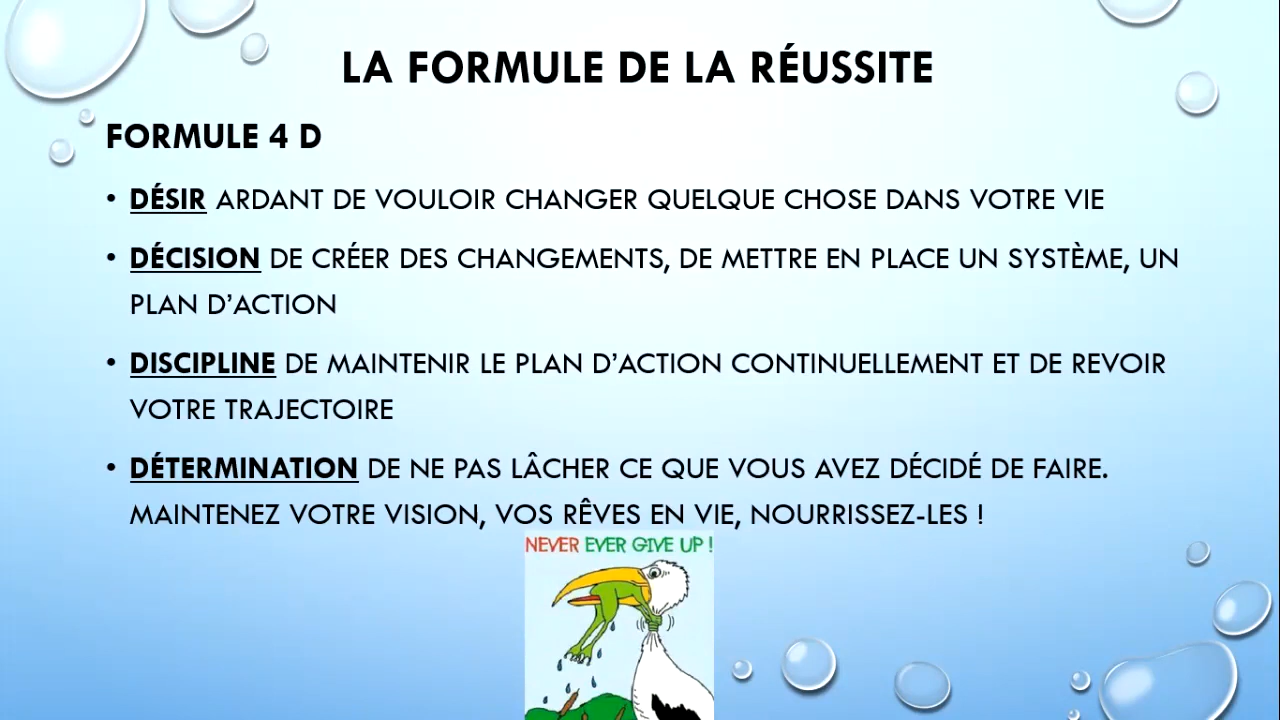 LA FORMULE DE LA RÉUSSITE
FORMULE 4 D
• DÉSIR ARDANT DE VOULOIR CHANGER QUELQUE CHOSE DANS VOTRE VIE
• DÉCISION DE CRÉER DES CHANGEMENTS, DE METTRE EN PLACE UN SYSTÈME, UN
PLAN D’ACTION
• DISCIPLINE DE MAINTENIR LE PLAN D’ACTION CONTINUELLEMENT ET DE REVOIR
VOTRE TRAJECTOIRE
• DÉTERMINATION DE NE PAS LÂCHER CE QUE VOUS AVEZ DÉCIDÉ DE FAIRE.
MAINTENEZ VOTRE VISION, VOS RÊVES EN VIE, NOURRISSEZ-LES !
NEVER EVER GIVE UP !